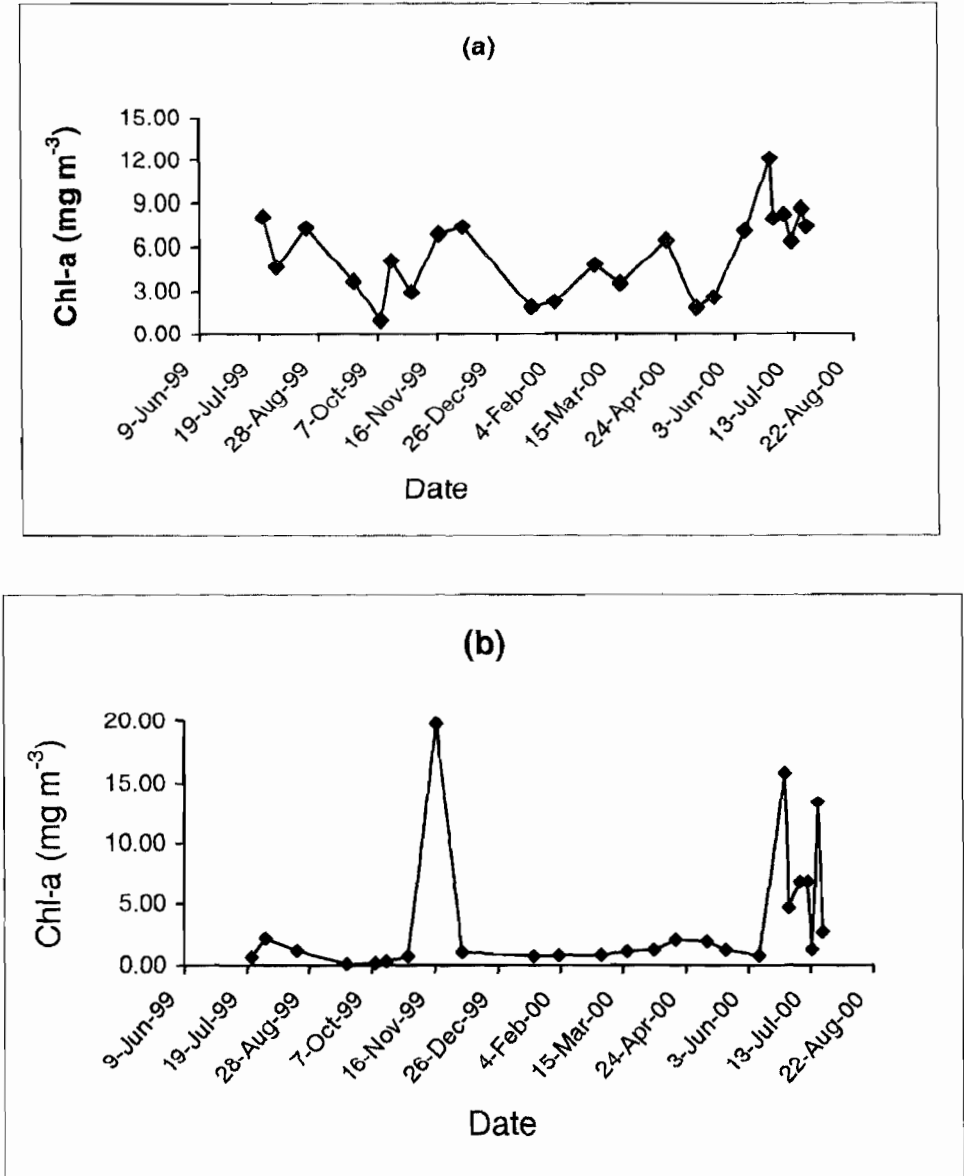 (a)
Chl-a (mg m-3)
15.00
12.00
9.00
6.00
3.00
0.00
9-Jun-99
19-Jul-99
28-Aug-99
7-Oct-99
16-Nov-99
26-Dec-99
4-Feb-00
15-Mar-00
24-Apr-00
3-Jun-00
13-Jul-00
22-Aug-00
Date
(b)
Chl-a (mg m-3)
20.00
15.00
10.00
5.00
0.00
9-Jun-99
19-Jul-99
28-Aug-99
7-Oct-99
16-Nov-99
26-Dec-99
4-Feb-00
15-Mar-00
24-Apr-00
3-Jun-00
13-Jul-00
22-Aug-00
Date